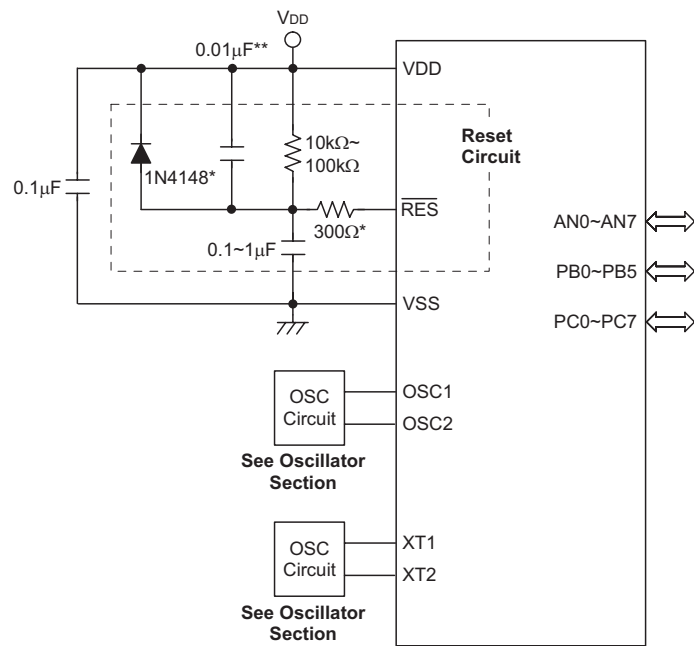 VDD
0.01μF**
VDD
Reset
Circuit
10kΩ~
100kΩ
1N4148*
0.1μF
RES
300Ω*
0.1~1μF
AN0~AN7
PB0~PB5
PC0~PC7
VSS
OSC
Circuit
OSC1
OSC2
See Oscillator
Section
OSC
Circuit
XT1
XT2
See Oscillator
Section